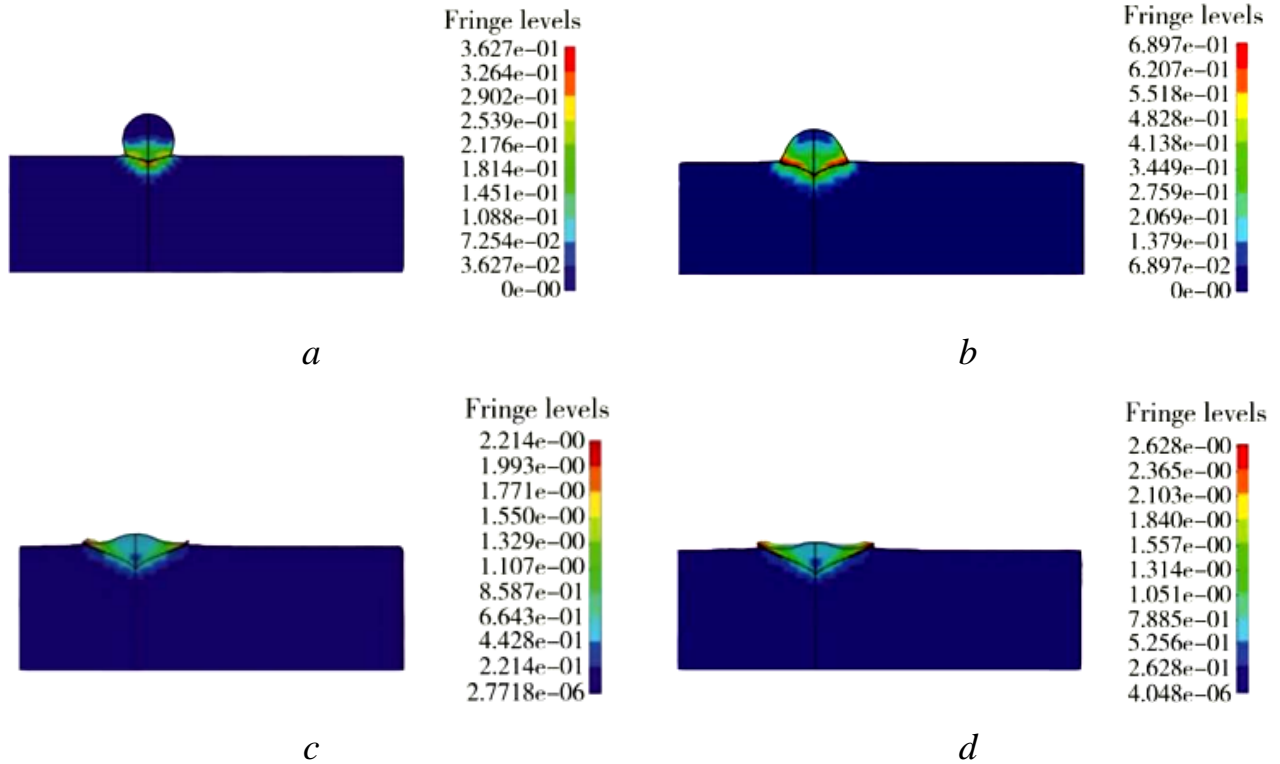 Fringe levels
3.627e−01
3.264e−01
2.902e−01
2.539e−01
2.176e−01
1.814e−01
1.451e−01
1.088e−01
7.254e−02
3.627e−02
0e−00
a
Fringe levels
6.897e−01
6.207e−01
5.518e−01
4.828e−01
4.138e−01
3.449e−01
2.759e−01
2.069e−01
1.379e−01
6.897e−02
0e−00
b
Fringe levels
2.214e−00
1.993e−00
1.771e−00
1.550e−00
1.329e−00
1.107e−00
8.587e−01
6.643e−01
4.428e−01
2.214e−01
2.7718e−06
c
Fringe levels
2.628e−00
2.365e−00
2.103e−00
1.840e−00
1.557e−00
1.314e−00
1.051e−00
7.885e−01
5.256e−01
2.628e−01
4.048e−06
d